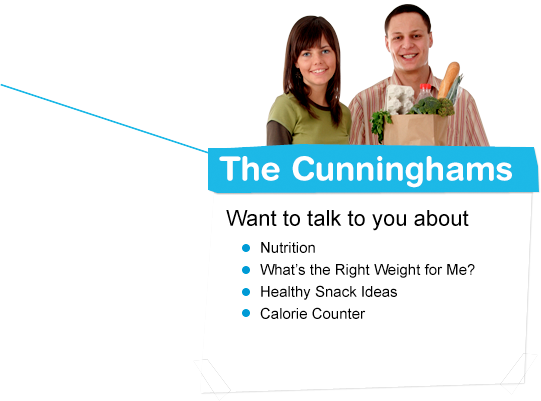 The Cunninghams
Want to talk to you about
Nutrition
What's the Right Weight for Me?
Healthy Snack Ideas
Calorie Counter